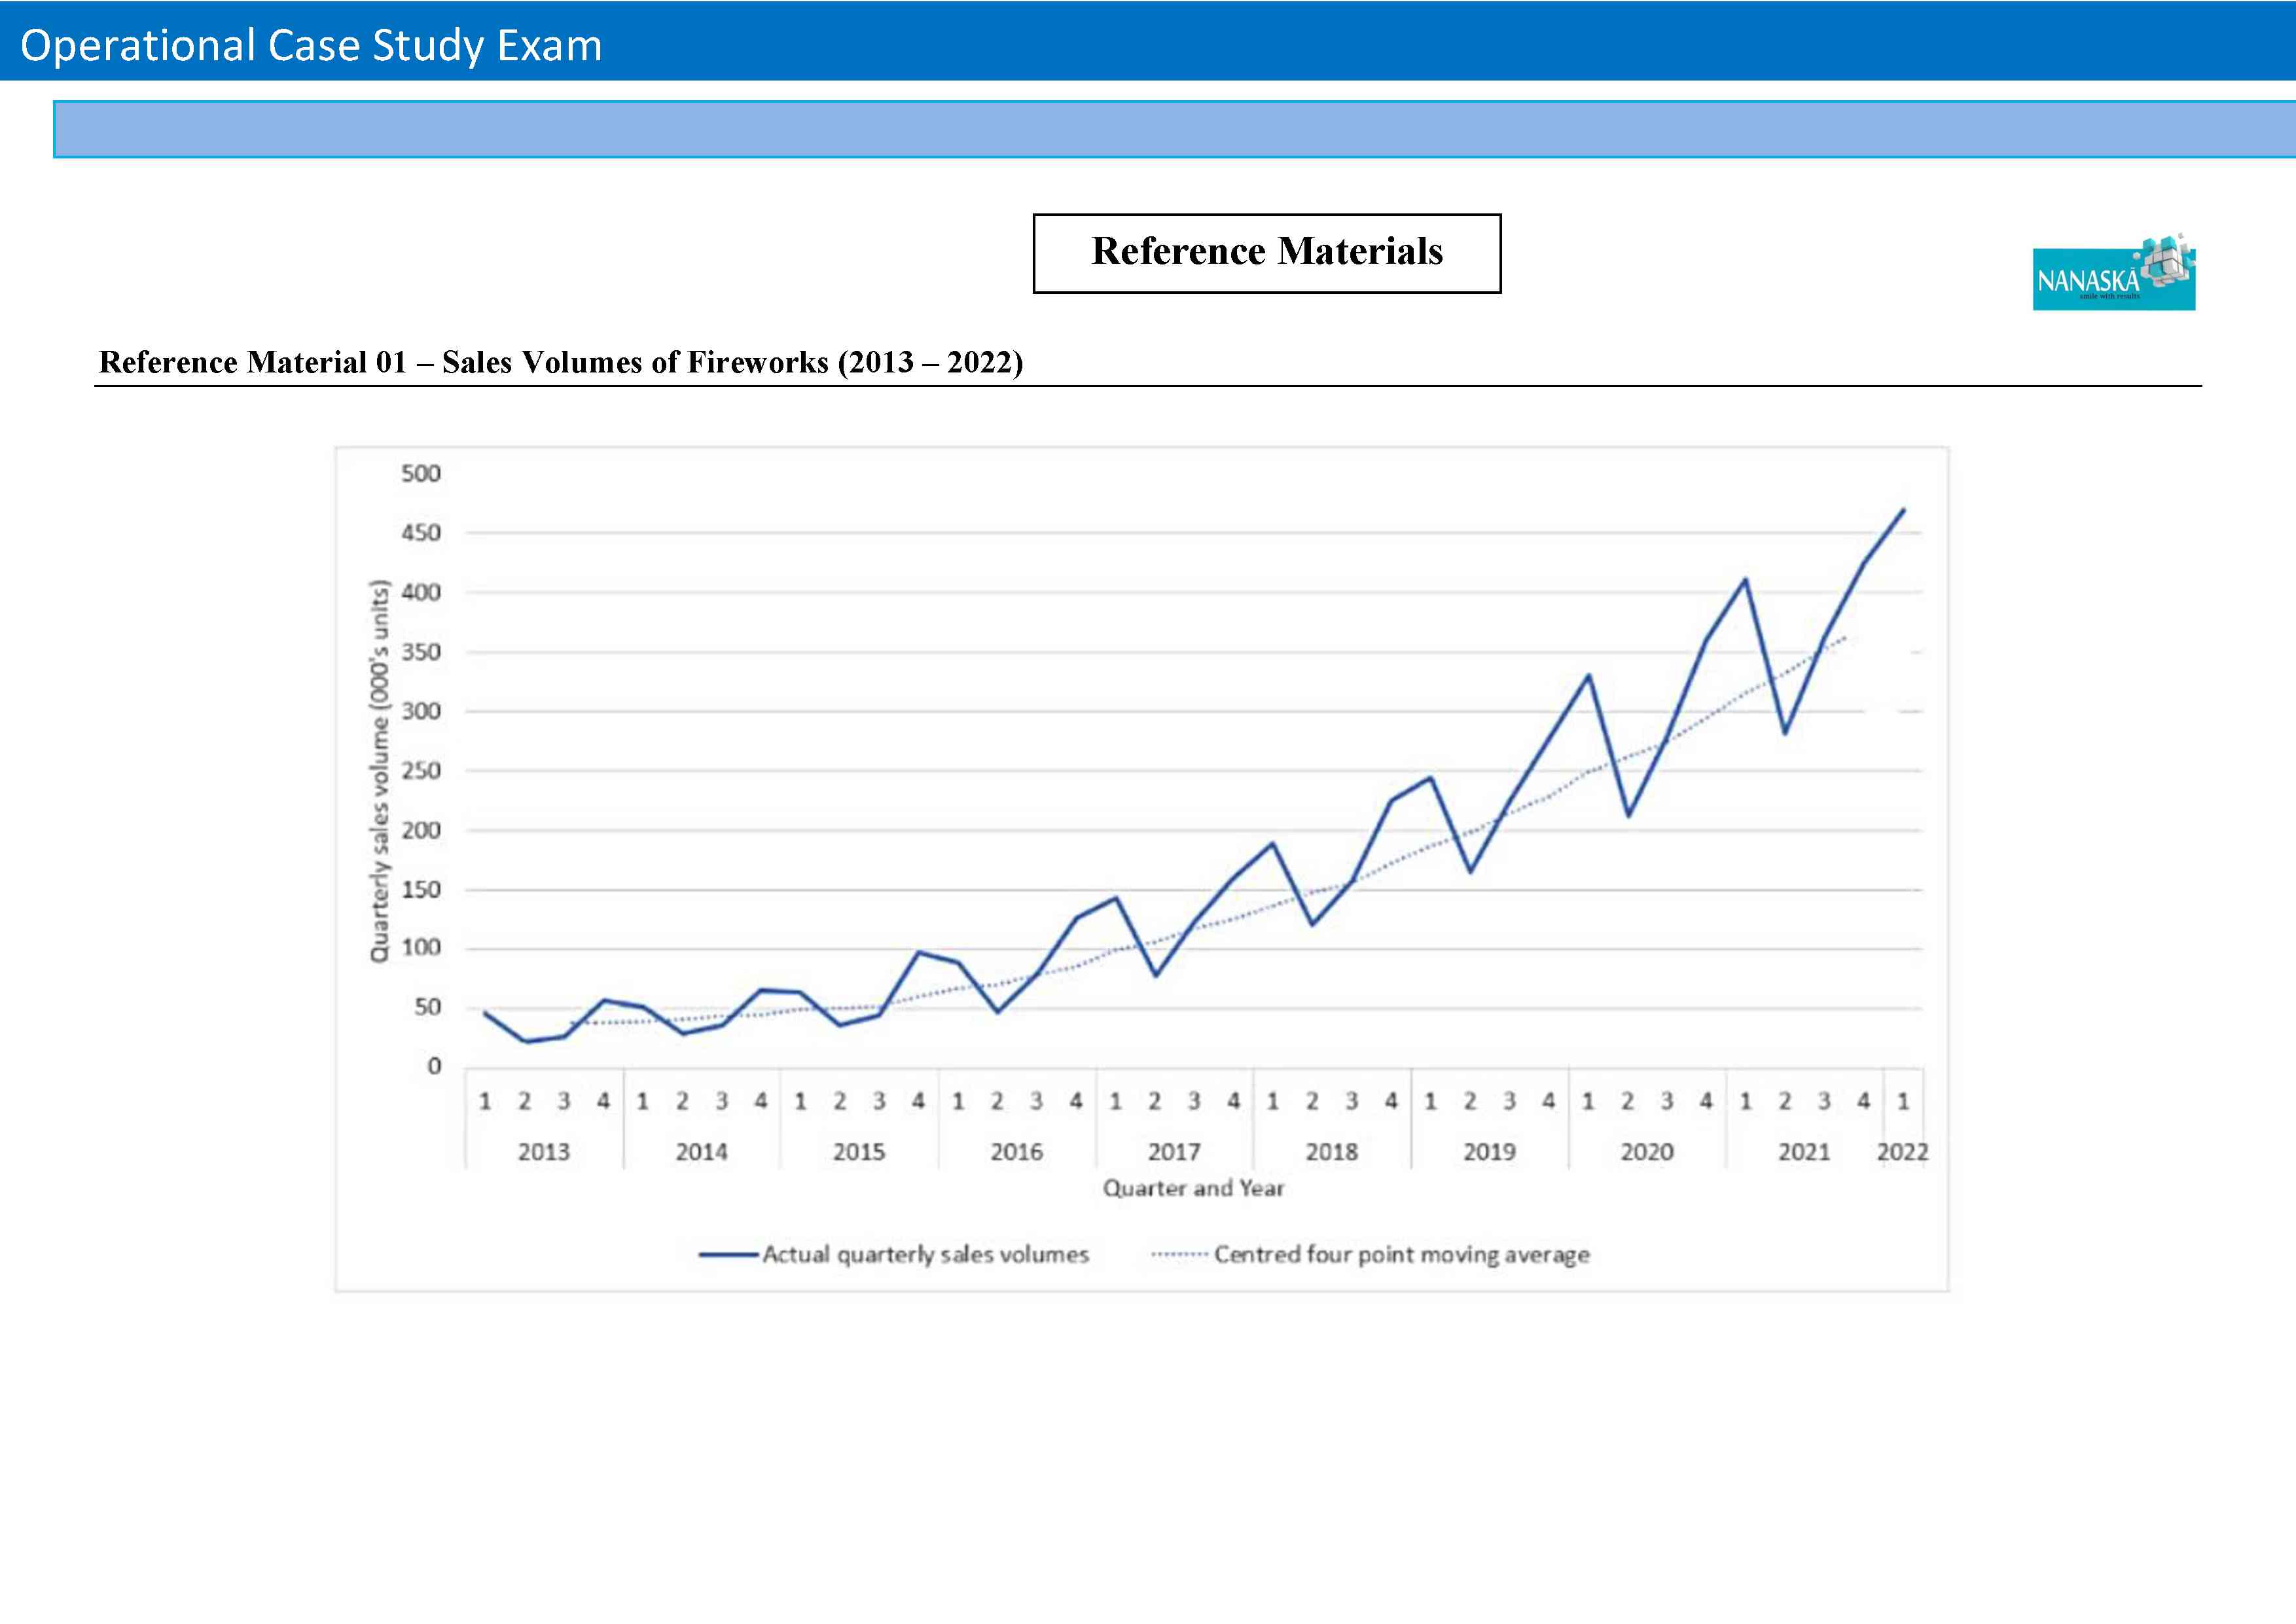 Operational Case Study Exam
Reference Materials
NANASKĀ
smile with results
Reference Material 01 – Sales Volumes of Fireworks (2013 – 2022)
500
450
400
350
300
250
200
150
100
50
0
Quarterly sales volume (000's units)
1 2 3 4 1 2 3 4 1 2 3 4 1 2 3 4 1 2 3 4 1 2 3 4 1 2 3 4 1 2 3 4 1 2 3 4 1
2013 2014 2015 2016 2017 2018 2019 2020 2021 2022
Quarter and Year
Actual quarterly sales volumes Centred four point moving average